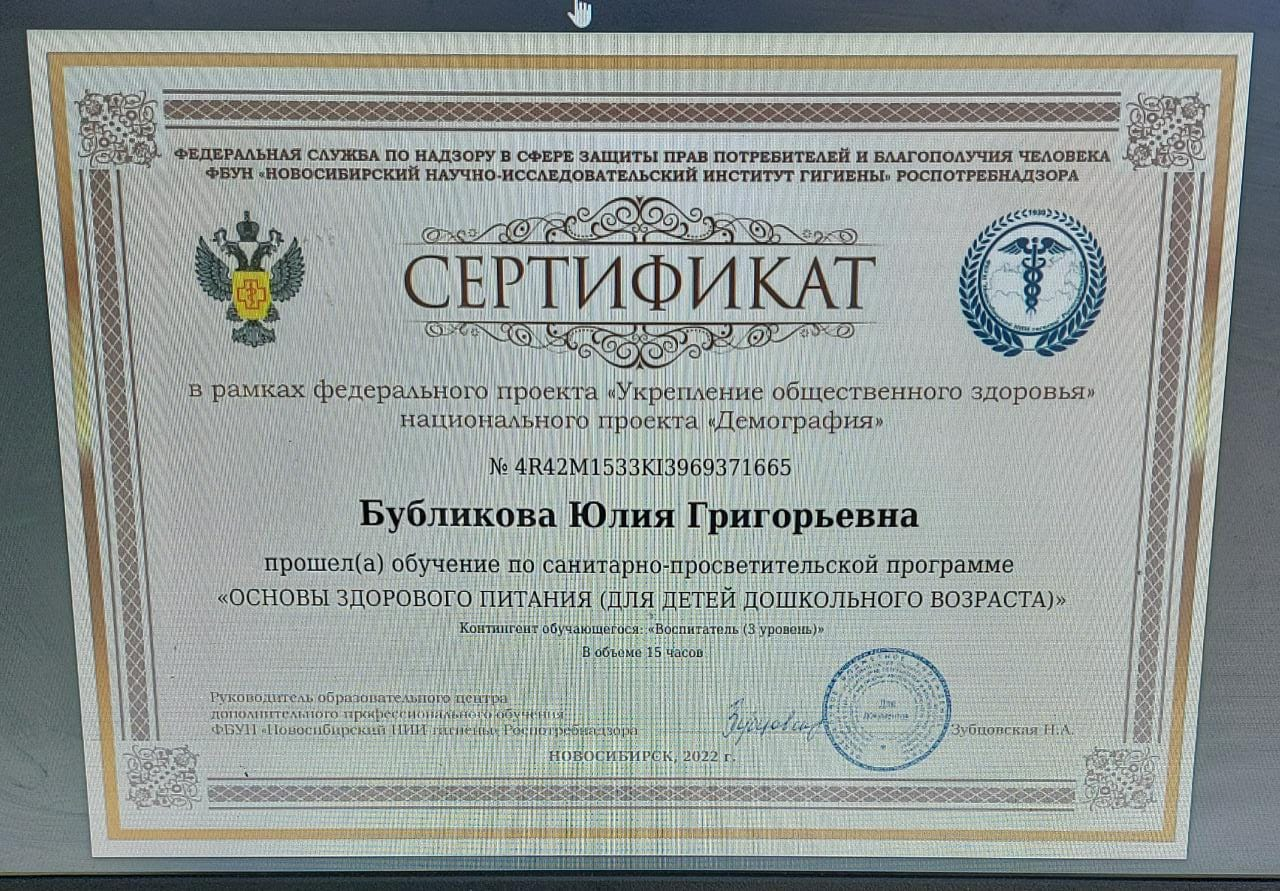 ФЕДЕРАЛЬНАЯ СЛУЖБА ПО НАДЗОРУ В СФЕРЕ ЗАЩИТЫ ПРАВ ПОТРЕБИТЕЛЕЙ И БЛАГОПОЛУЧИЯ ЧЕЛОВЕКА
ФБУН «НОВОСИБИРСКИЙ НАУЧНО-ИССЛЕДОВАТЕЛЬСКИЙ ИНСТИТУТ ГИГИЕНЫ» РОСПОТРЕБНАДЗОРА
1930
СЕРТИФИКАТ
в рамках федерального проекта «Укрепление общественного здоровья»
национального проекта «Демография»
№ 4R42M1533KI3969371665
Бубликова Юлия Григорьевна
прошел(а) обучение по санитарно-просветительской программе
«ОСНОВЫ ЗДОРОВОГО ПИТАНИЯ (ДЛЯ ДЕТЕЙ ДОШКОЛЬНОГО ВОЗРАСТА)»
Контингент обучающегося: «Воспитатель (3 уровень)»
В объеме 15 часов
Руководитель образовательного центра
дополнительного профессионального обучения
ФБУН «Новосибирский НИИ гигиены» Роспотребнадзора
Для
документов
Зубцовская Н.А.
НОВОСИБИРСК, 2022 г.